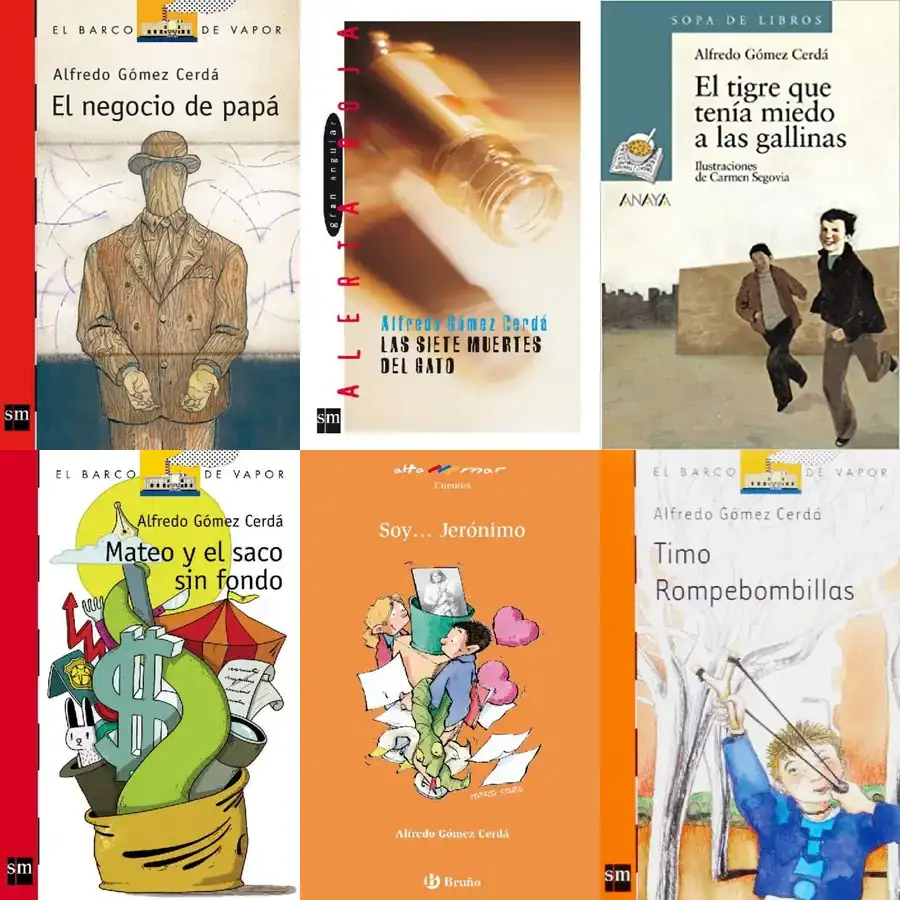 EL BARCO DE VAPOR
Alfredo Gómez Cerdá
El negocio de papá
sm
ALERTA ROJA
gran angular
Alfredo Gómez Cerdá
LAS SIETE MUERTES
DEL GATO
sm
SOPA DE LIBROS
Alfredo Gómez Cerdá
El tigre que
tenía miedo
a las gallinas
Ilustraciones
de Carmen Segovia
ANAYA
EL BARCO DE VAPOR
Alfredo Gómez Cerdá
Mateo y el saco
sin fondo
sm
altamar
Cuentos
Soy... Jerónimo
Alfredo Gómez Cerdá
Bruño
EL BARCO DE VAPOR
Alfredo Gómez Cerdá
Timo
Rompebombillas
sm